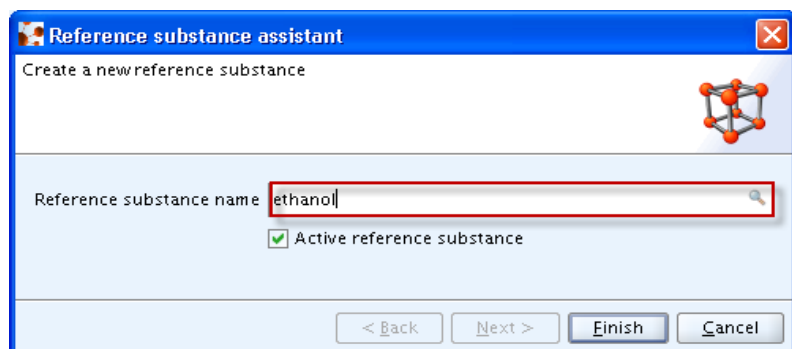 Reference substance assistant
Create a new reference substance
Reference substance name ethanol
Active reference substance
< Back Next > Finish Cancel